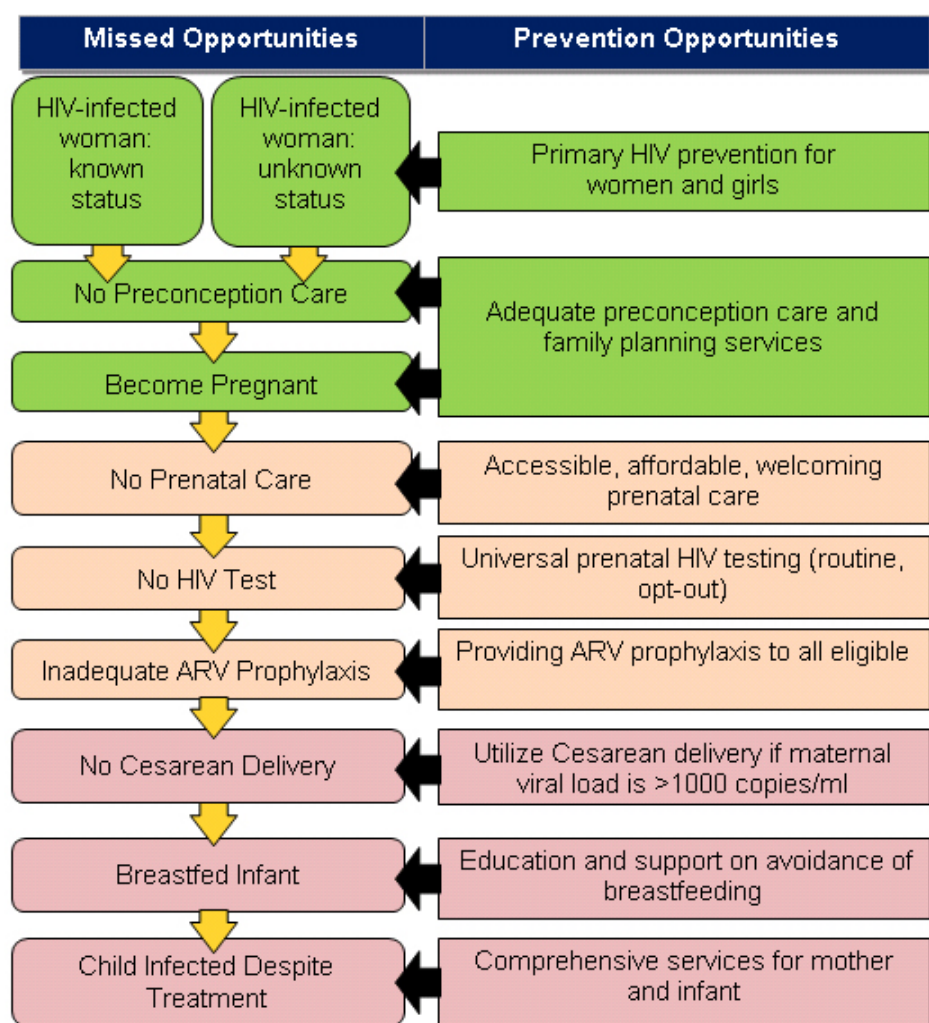 Missed Opportunities
Prevention Opportunities
HIV-infected
woman:
known
status
HIV-infected
woman:
unknown
status
Primary HIV prevention for
women and girls
No Preconception Care
Adequate preconception care and
family planning services
Become Pregnant
No Prenatal Care
Accessible, affordable, welcoming
prenatal care
No HIV Test
Universal prenatal HIV testing (routine,
opt-out)
Inadequate ARV Prophylaxis
Providing ARV prophylaxis to all eligible
No Cesarean Delivery
Utilize Cesarean delivery if maternal
viral load is >1000 copies/ml
Breastfed Infant
Education and support on avoidance of
breastfeeding
Child Infected Despite
Treatment
Comprehensive services for mother
and infant